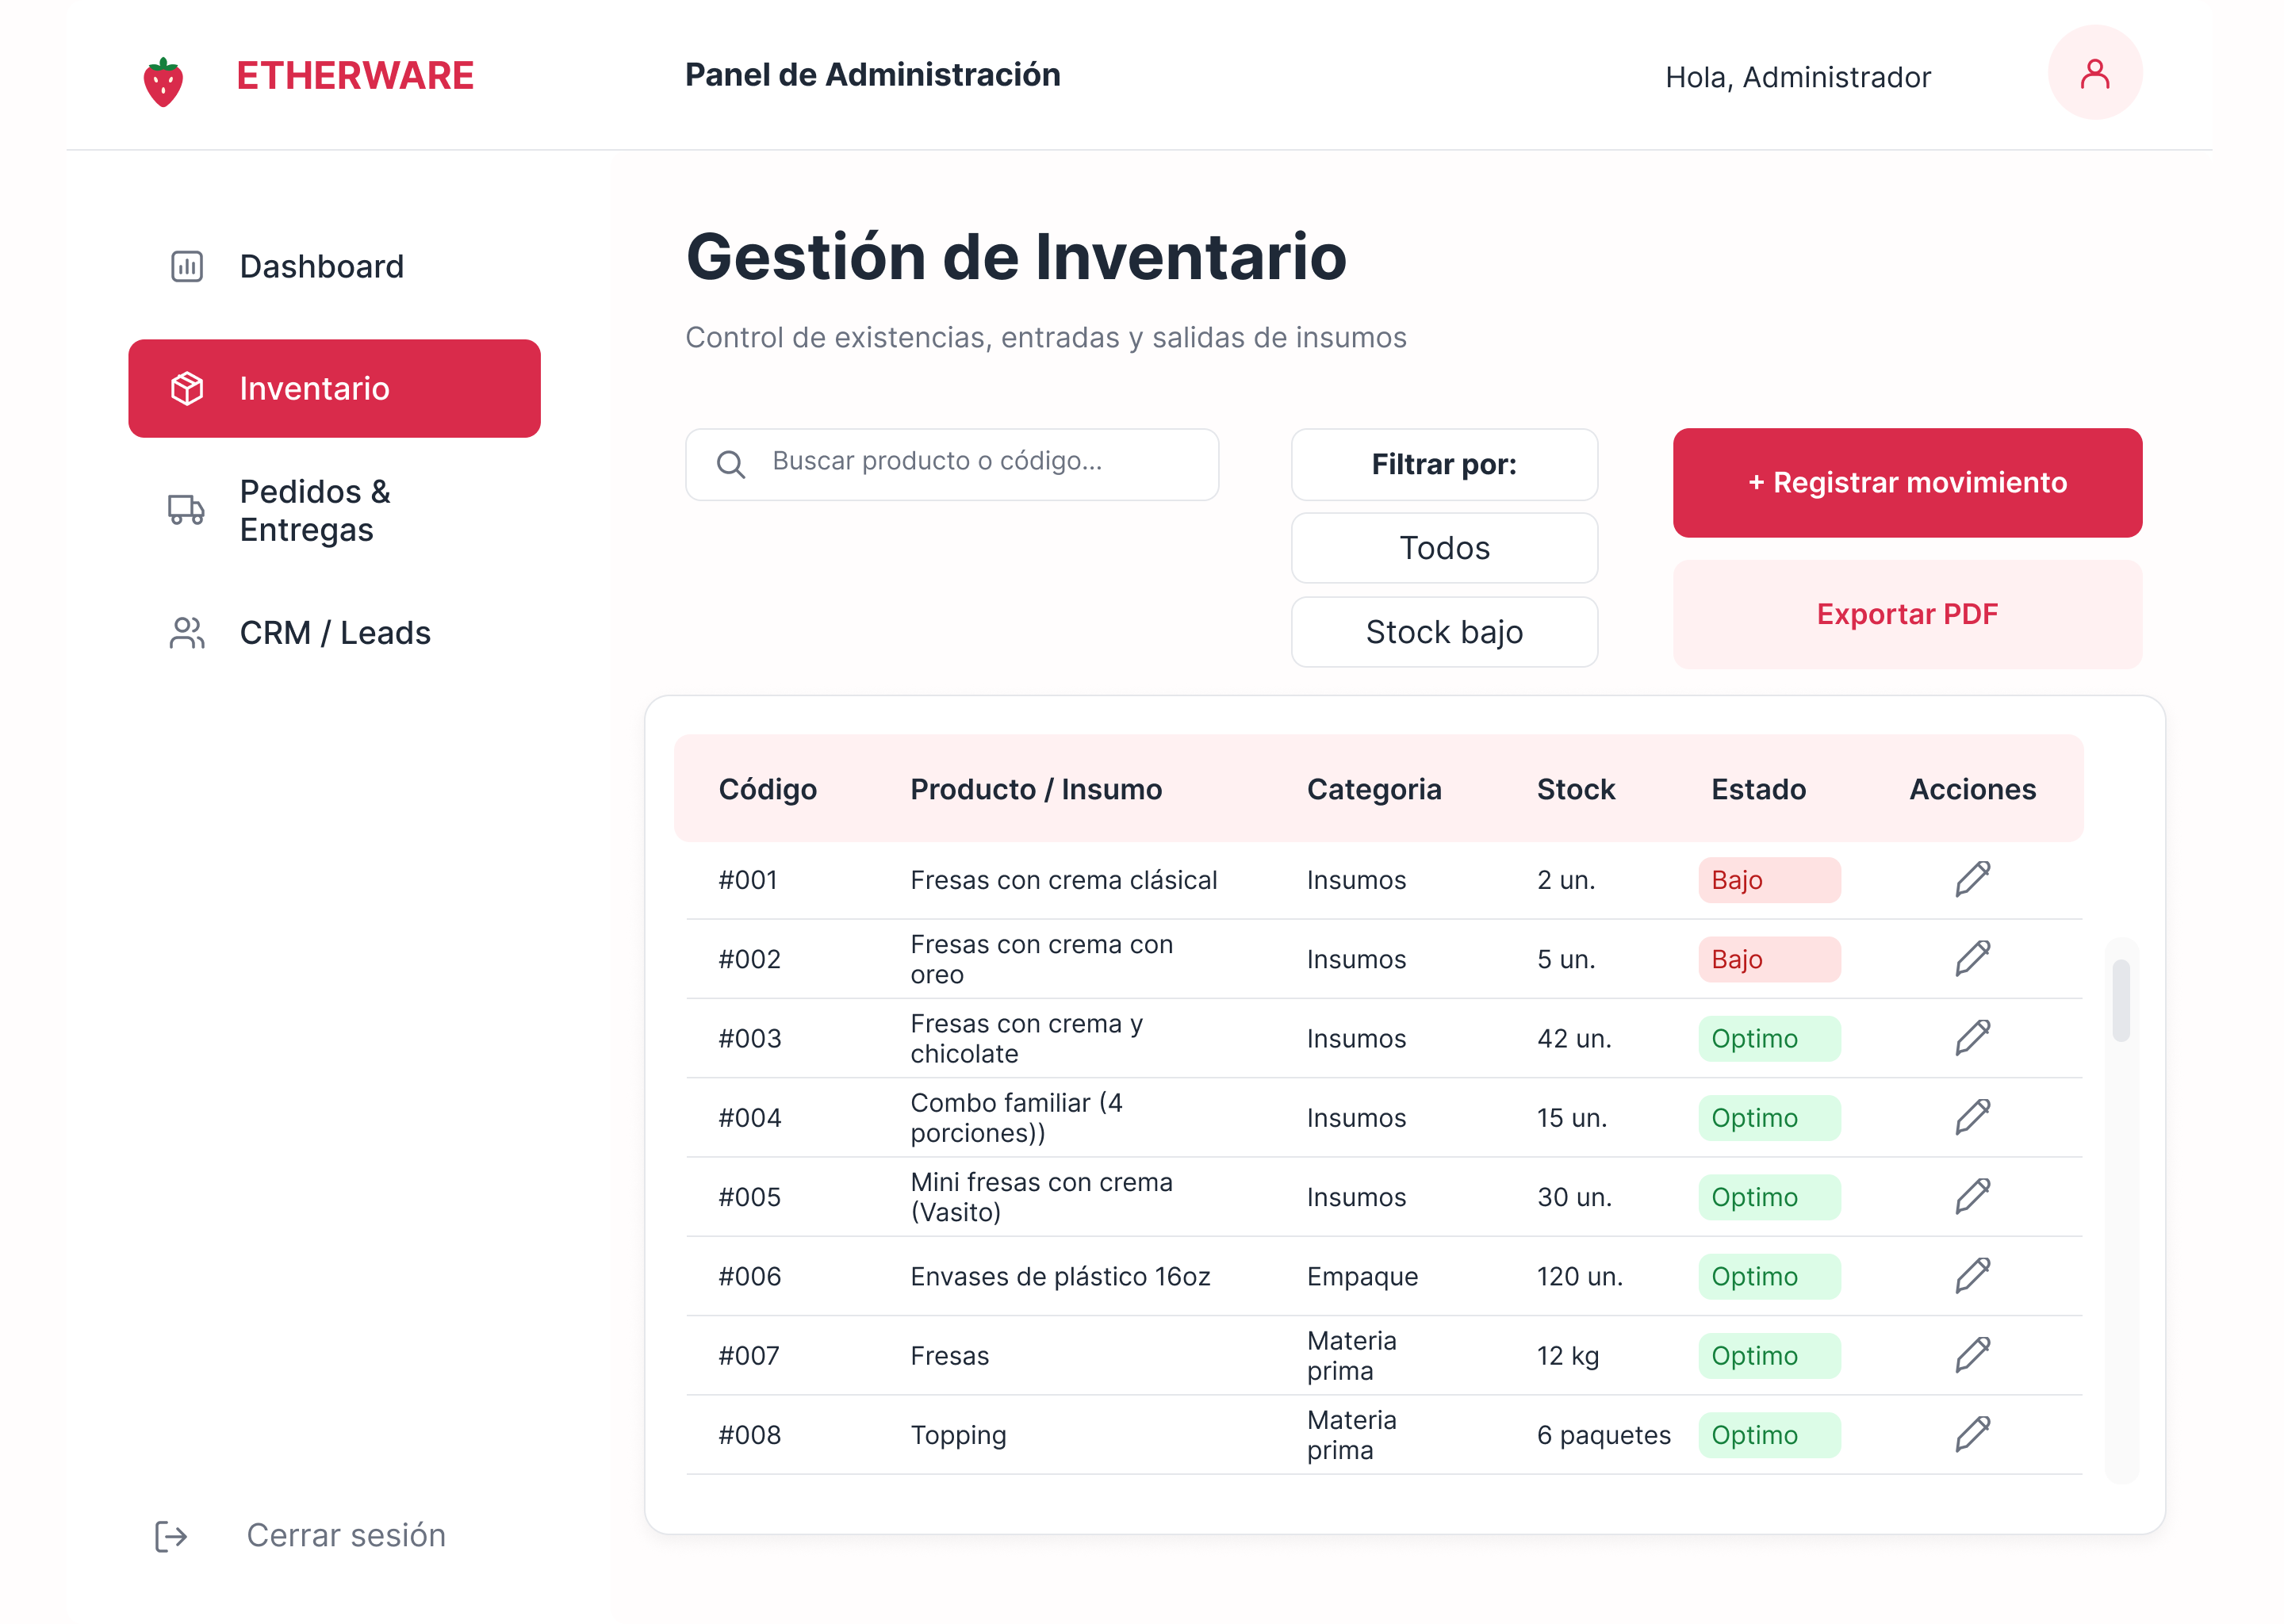 ETHERWARE
Panel de Administración
Hola, Administrador
Dashboard
Inventario
Pedidos &
Entregas
CRM / Leads
Cerrar sesión
Gestión de Inventario
Control de existencias, entradas y salidas de insumos
Buscar producto o código...
Filtrar por:
Todos
Stock bajo
+ Registrar movimiento
Exportar PDF
Código Producto / Insumo Categoria Stock Estado Acciones
#001 Fresas con crema clásical Insumos 2 un. Bajo
#002 Fresas con crema con
oreo Insumos 5 un. Bajo
#003 Fresas con crema y
chicolate Insumos 42 un. Optimo
#004 Combo familiar (4
porciones)) Insumos 15 un. Optimo
#005 Mini fresas con crema
(Vasito) Insumos 30 un. Optimo
#006 Envases de plástico 16oz Empaque 120 un. Optimo
#007 Fresas Materia
prima 12 kg Optimo
#008 Topping Materia
prima 6 paquetes Optimo